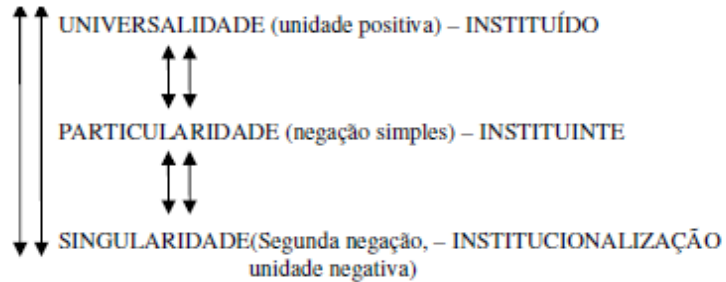 UNIVERSALIDADE (unidade positiva) – INSTITUÍDO
PARTICULARIDADE (negação simples) – INSTITUINTE
SINGULARIDADE(Segunda negação, – INSTITUCIONALIZAÇÃO
unidade negativa)